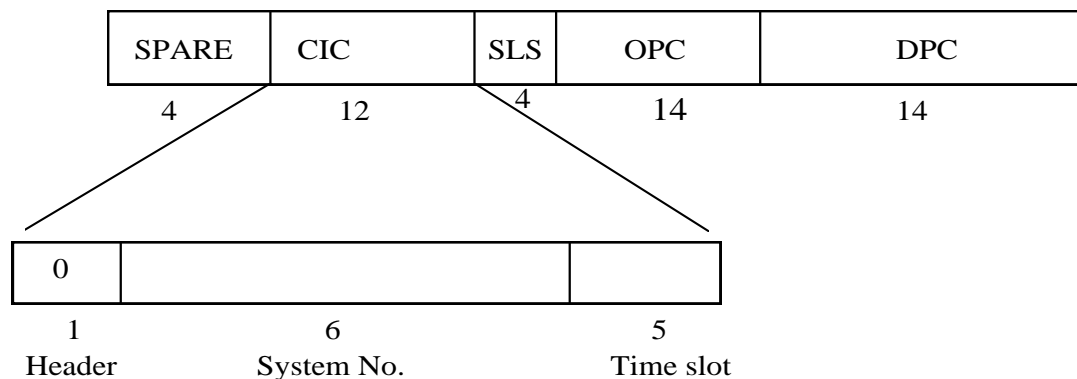 SPARE CIC SLS OPC DPC
4 12 4 14 14
0
1 6 5
Header System No. Time slot